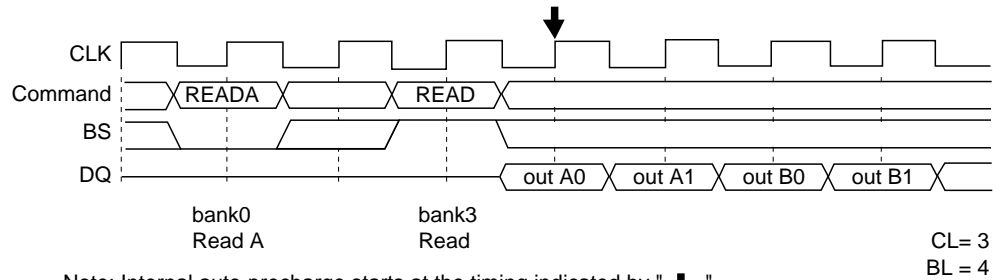 CLK
Command READA READ
BS
DQ out A0 out A1 out B0 out B1
bank0 bank3
Read A Read
CL= 3
BL = 4
Note: Internal auto-precharge starts at the timing indicated by " ".